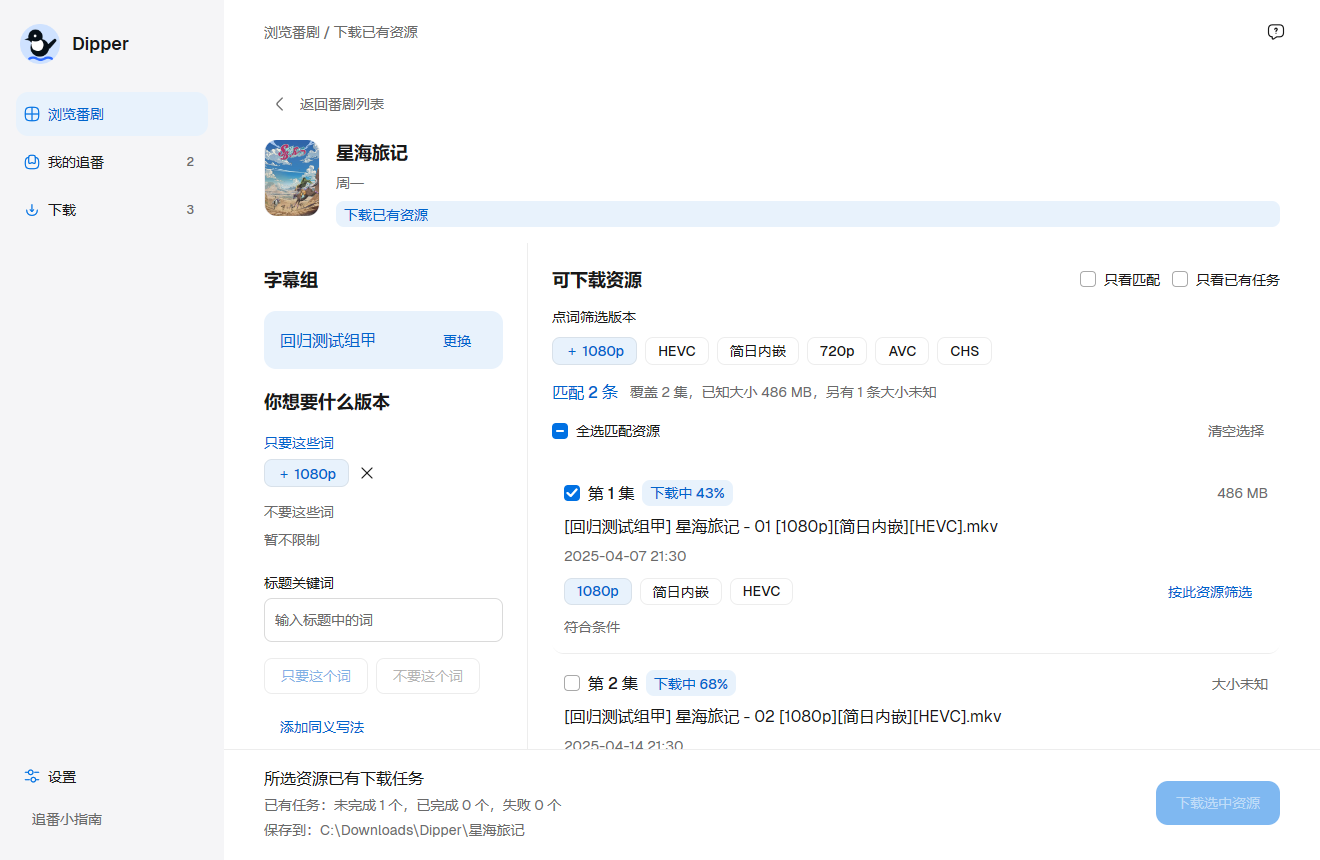 Dipper
浏览番剧
我的追番 2
下载 3
设置
追番小指南
浏览番剧 / 下载已有资源
返回番剧列表
星海旅记
周一
下载已有资源
字幕组
回归测试组甲 更换
你想要什么版本
只要这些词
+ 1080p
不要这些词
暂不限制
标题关键词
输入标题中的词
只要这个词 不要这个词
添加同义写法
可下载资源 只看匹配 只看已有任务
点词筛选版本
+ 1080p HEVC 简日内嵌 720p AVC CHS
匹配 2 条 覆盖 2 集，已知大小 486 MB，另有 1 条大小未知
全选匹配资源 清空选择
第 1 集 下载中 43% 486 MB
[回归测试组甲] 星海旅记 - 01 [1080p][简日内嵌][HEVC].mkv
2025-04-07 21:30
1080p 简日内嵌 HEVC 按此资源筛选
符合条件
第 2 集 下载中 68% 大小未知
[回归测试组甲] 星海旅记 - 02 [1080p][简日内嵌][HEVC].mkv
2025-04-14 21:30
所选资源已有下载任务
已有任务：未完成 1 个，已完成 0 个，失败 0 个
保存到：C:\Downloads\Dipper\星海旅记
下载选中资源